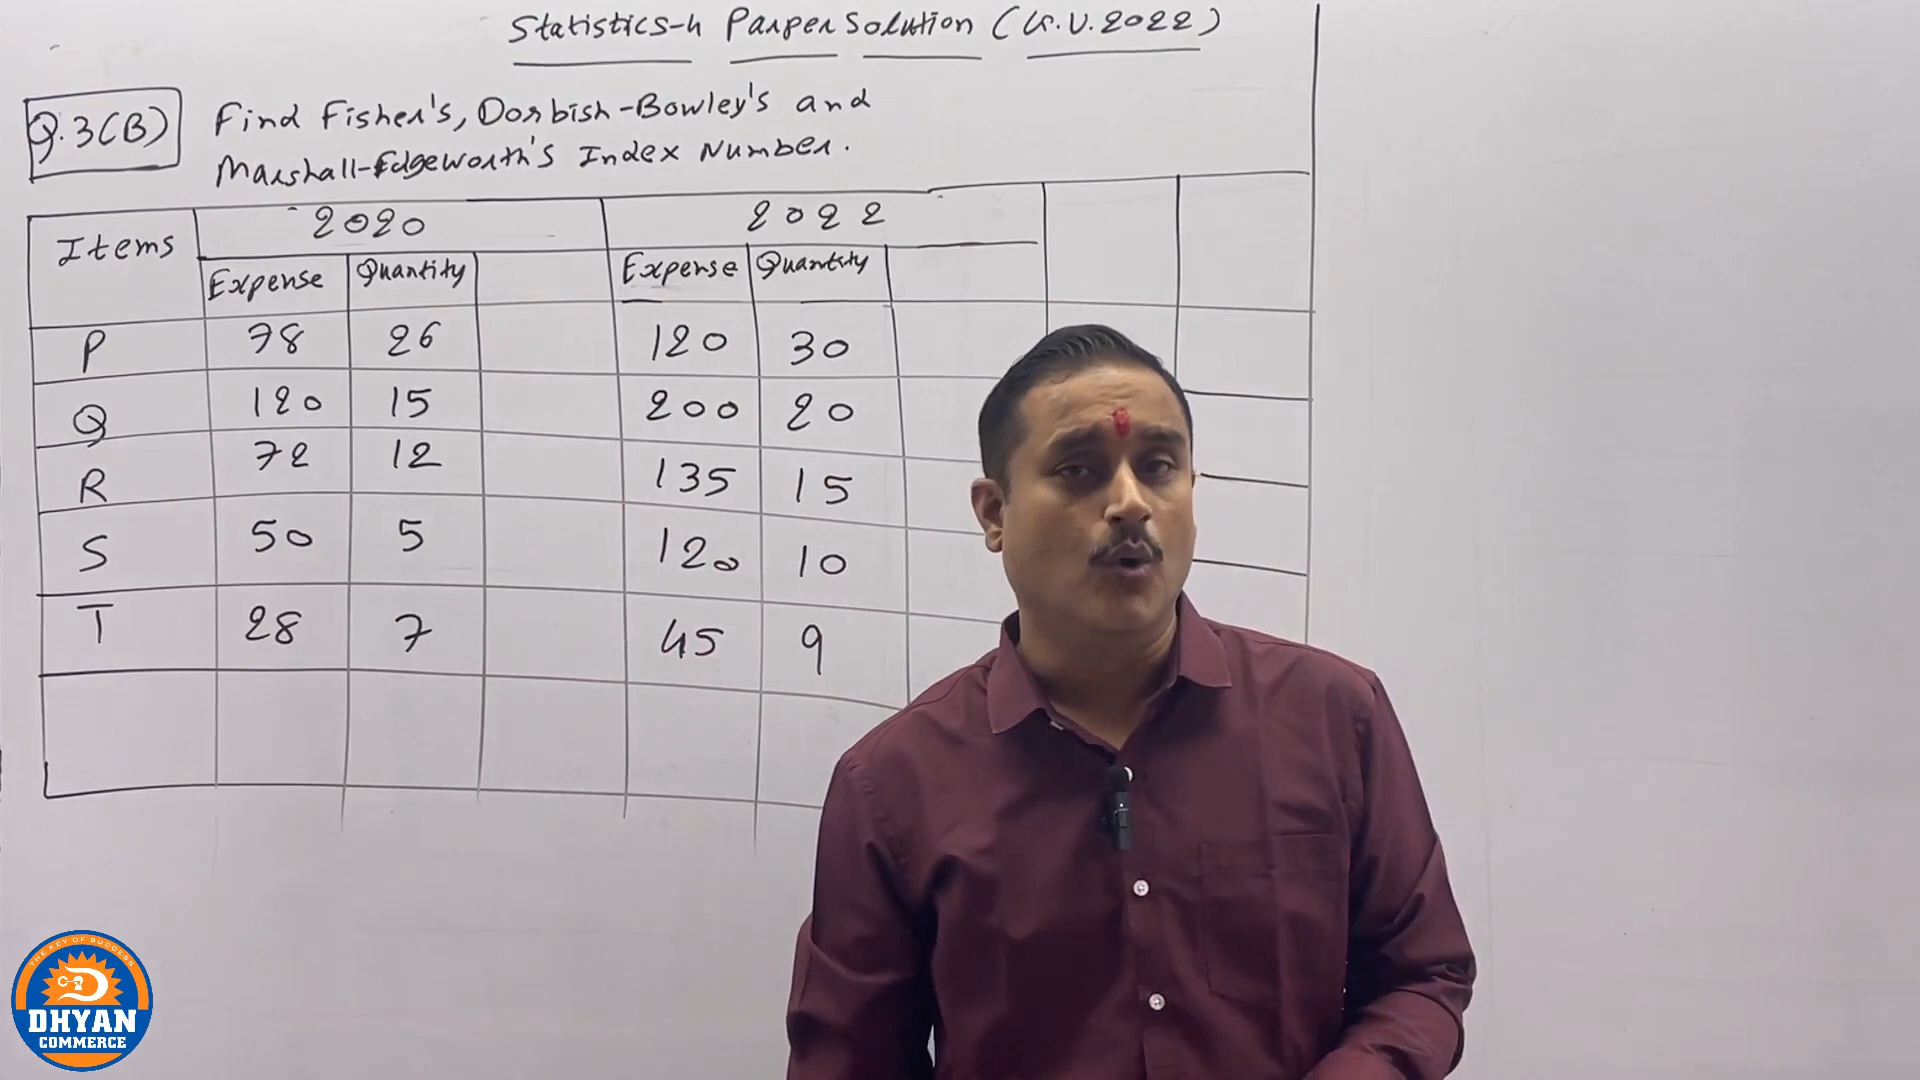 Statistics-4 Parper Solution (G.U.2022)
Q.3(B)
Find Fisher's, Dorbish-Bowley's and
Marshall-Edgeworth's Index Number.
Items 2020 2022
Expense Quantity Expense Quantity
P 78 26 120 30
Q 120 15 200 20
R 72 12 135 15
S 50 5 120 10
T 28 7 45 9
THE KEY OF SUCCESS
DHYAN
COMMERCE